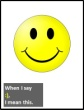 When I say
:),
I mean this.